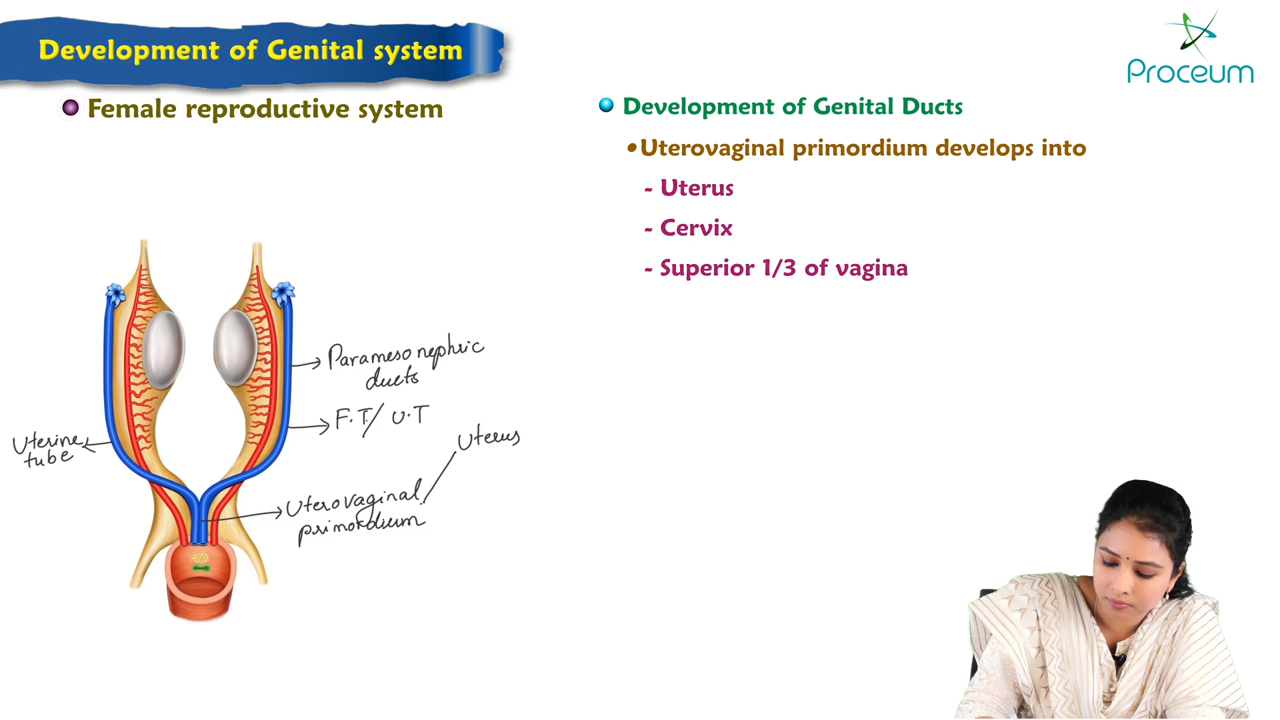 Development of Genital system
Proceum
Female reproductive system
Development of Genital Ducts
•Uterovaginal primordium develops into
- Uterus
- Cervix
- Superior 1/3 of vagina
Paramesonephric
ducts
F.T/ U.T
Uterine
tube
Uterus
Uterovaginal
primordium